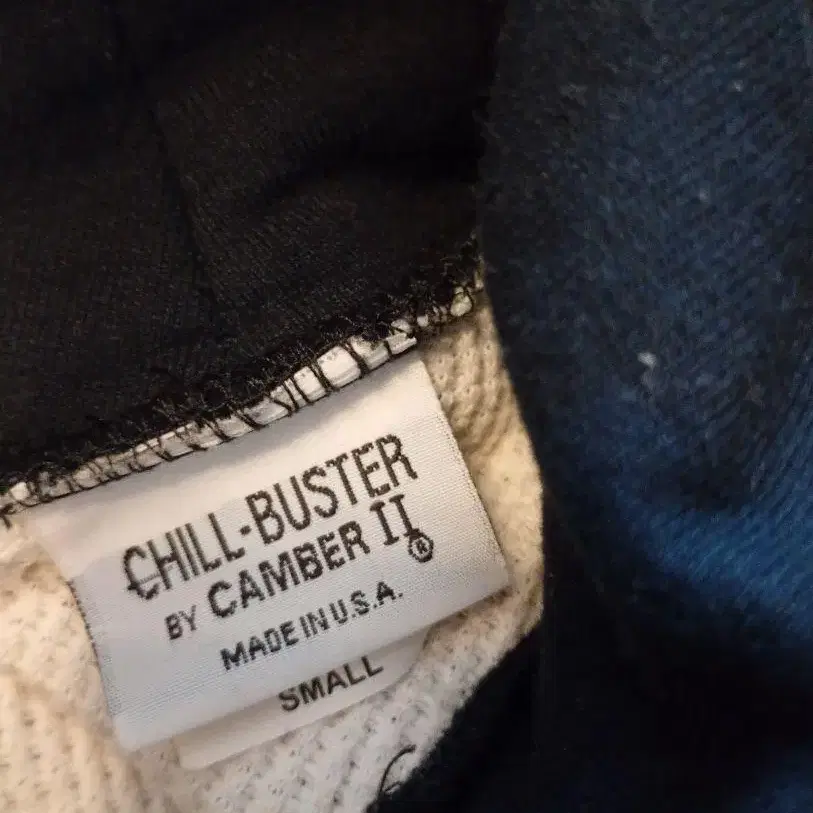 CHILL-BUSTER
BY CAMBER II®
MADE IN U.S.A.
SMALL